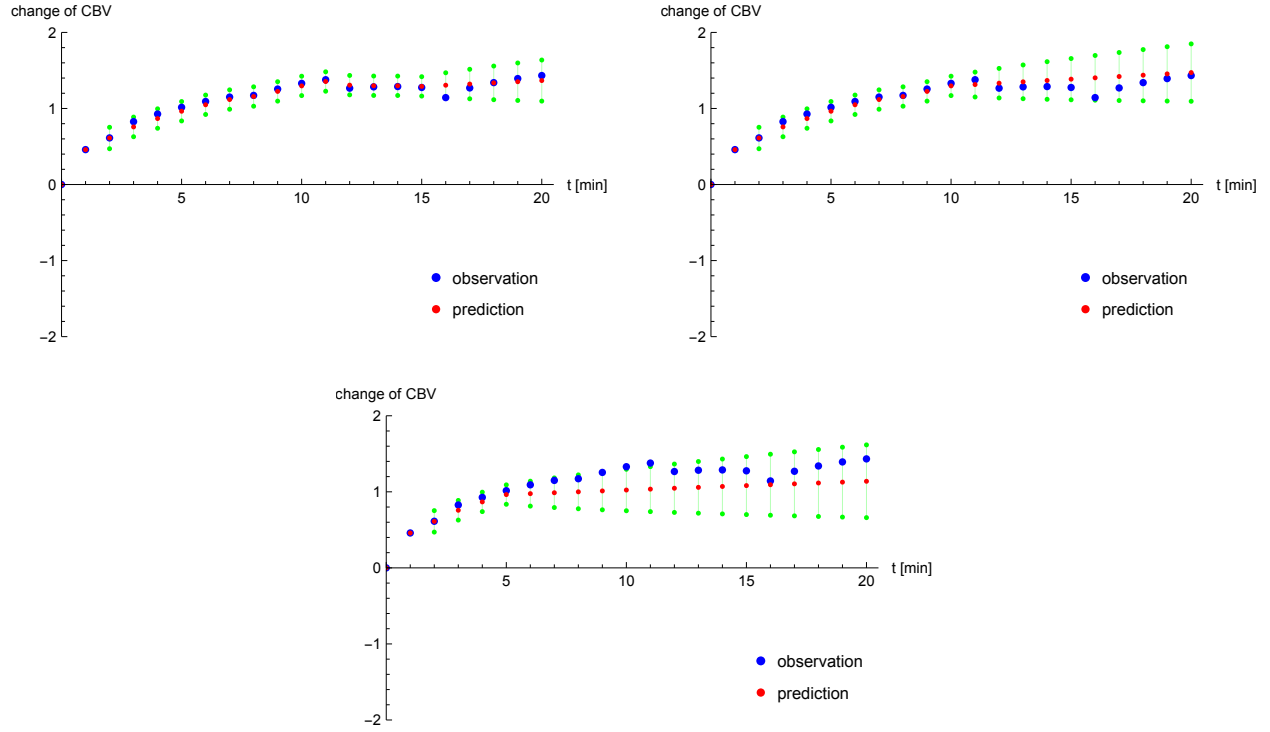 change of CBV
2
1
0
5
10
15
20
t [min]
−1
−2
observation
prediction
change of CBV
2
1
0
5
10
15
20
t [min]
−1
−2
observation
prediction
change of CBV
2
1
0
5
10
15
20
t [min]
−1
−2
observation
prediction